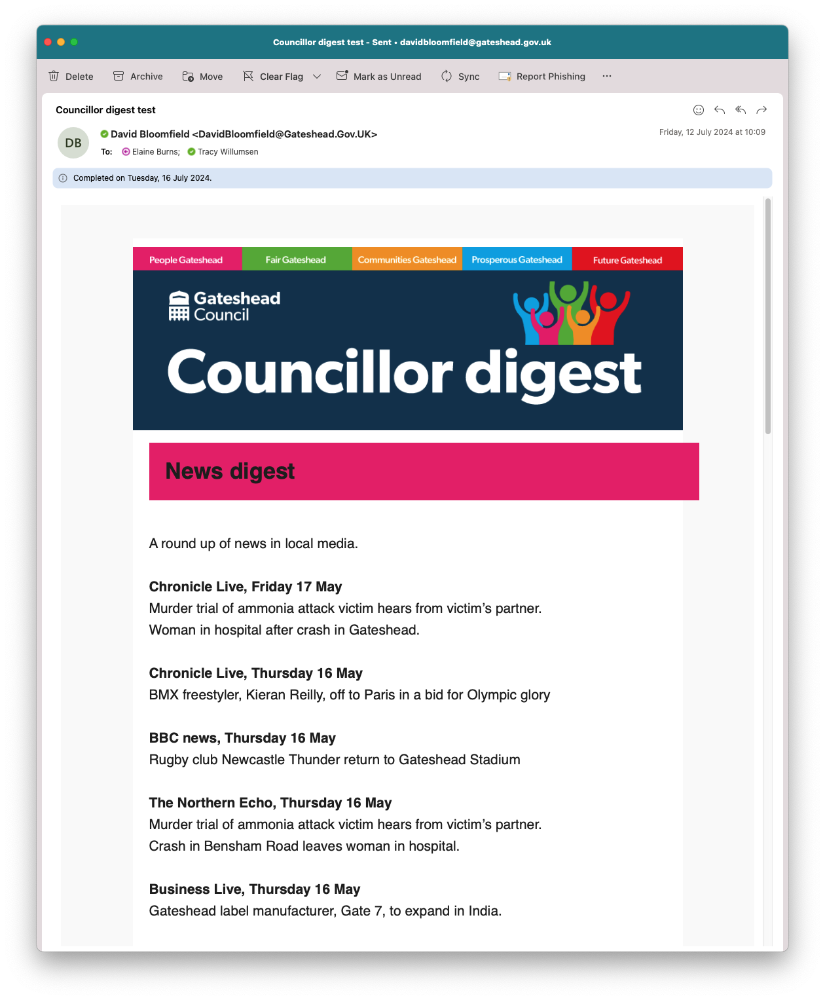 Councillor digest test - Sent • davidbloomfield@gateshead.gov.uk
Delete Archive Move Clear Flag Mark as Unread Sync Report Phishing ...
Councillor digest test
DB
David Bloomfield <DavidBloomfield@Gateshead.Gov.UK>
Friday, 12 July 2024 at 10:09
To: Elaine Burns; Tracy Willumsen
Completed on Tuesday, 16 July 2024.
People Gateshead Fair Gateshead Communities Gateshead Prosperous Gateshead Future Gateshead
Gateshead
Council
Councillor digest
News digest
A round up of news in local media.
Chronicle Live, Friday 17 May
Murder trial of ammonia attack victim hears from victim’s partner.
Woman in hospital after crash in Gateshead.
Chronicle Live, Thursday 16 May
BMX freestyler, Kieran Reilly, off to Paris in a bid for Olympic glory
BBC news, Thursday 16 May
Rugby club Newcastle Thunder return to Gateshead Stadium
The Northern Echo, Thursday 16 May
Murder trial of ammonia attack victim hears from victim’s partner.
Crash in Bensham Road leaves woman in hospital.
Business Live, Thursday 16 May
Gateshead label manufacturer, Gate 7, to expand in India.